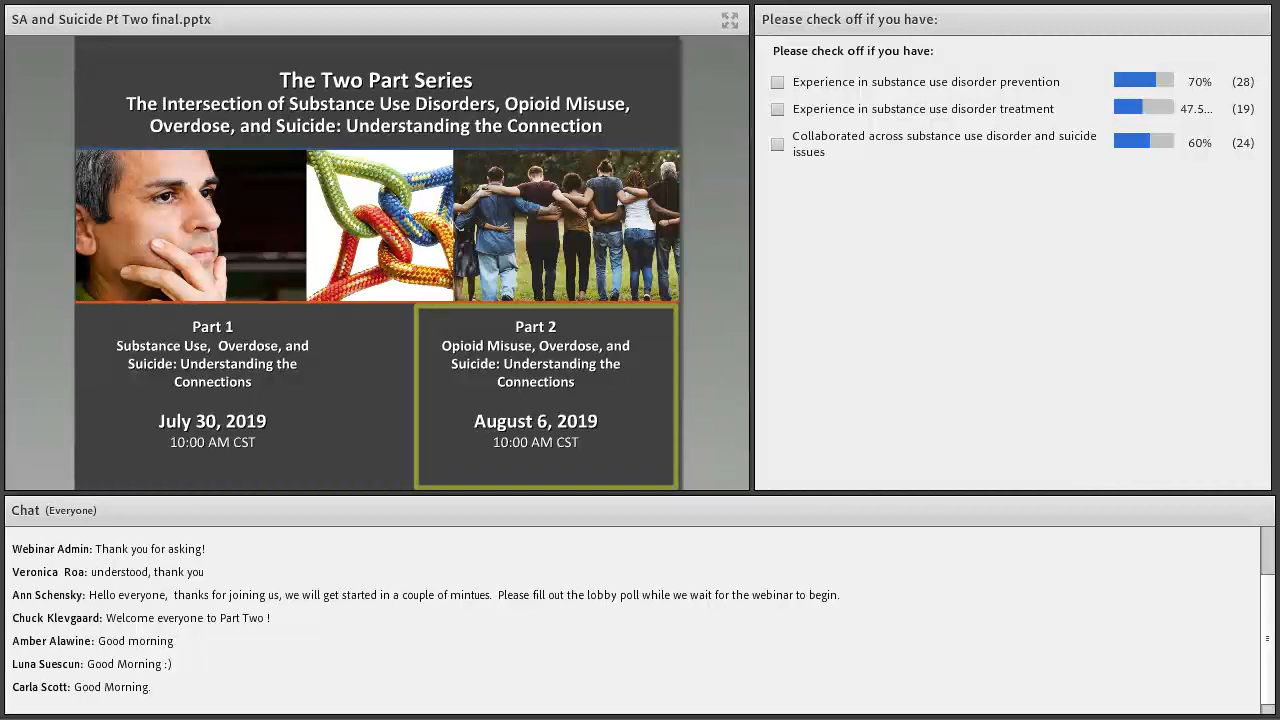 SA and Suicide Pt Two final.pptx
The Two Part Series
The Intersection of Substance Use Disorders, Opioid Misuse,
Overdose, and Suicide: Understanding the Connection
Part 1
Substance Use,  Overdose, and
Suicide: Understanding the
Connections
July 30, 2019
10:00 AM CST
Part 2
Opioid Misuse, Overdose, and
Suicide: Understanding the
Connections
August 6, 2019
10:00 AM CST
Please check off if you have:
Please check off if you have:
Experience in substance use disorder prevention 70% (28)
Experience in substance use disorder treatment 47.5... (19)
Collaborated across substance use disorder and suicide
issues 60% (24)
Chat (Everyone)
Webinar Admin: Thank you for asking!
Veronica  Roa: understood, thank you
Ann Schensky: Hello everyone,  thanks for joining us, we will get started in a couple of mintues.  Please fill out the lobby poll while we wait for the webinar to begin.
Chuck Klevgaard: Welcome everyone to Part Two !
Amber Alawine: Good morning
Luna Suescun: Good Morning :)
Carla Scott: Good Morning.